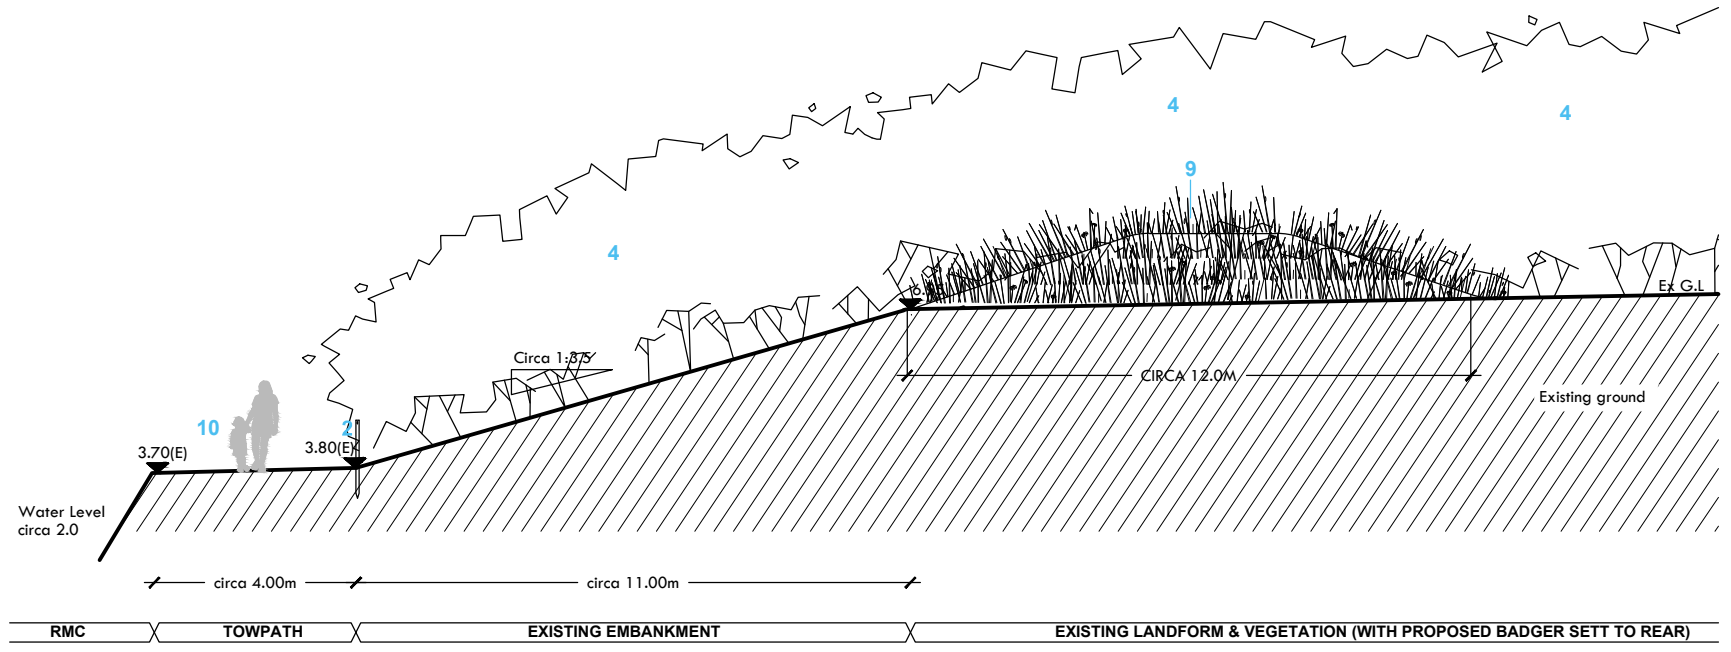 4
4
9
4
Ex G.L
Circa 1:3.5
CIRCA 12.0M
Existing ground
10
2
3.70(E)
3.80(E)
Water Level
circa 2.0
circa 4.00m
circa 11.00m
RMC
TOWPATH
EXISTING EMBANKMENT
EXISTING LANDFORM & VEGETATION (WITH PROPOSED BADGER SETT TO REAR)